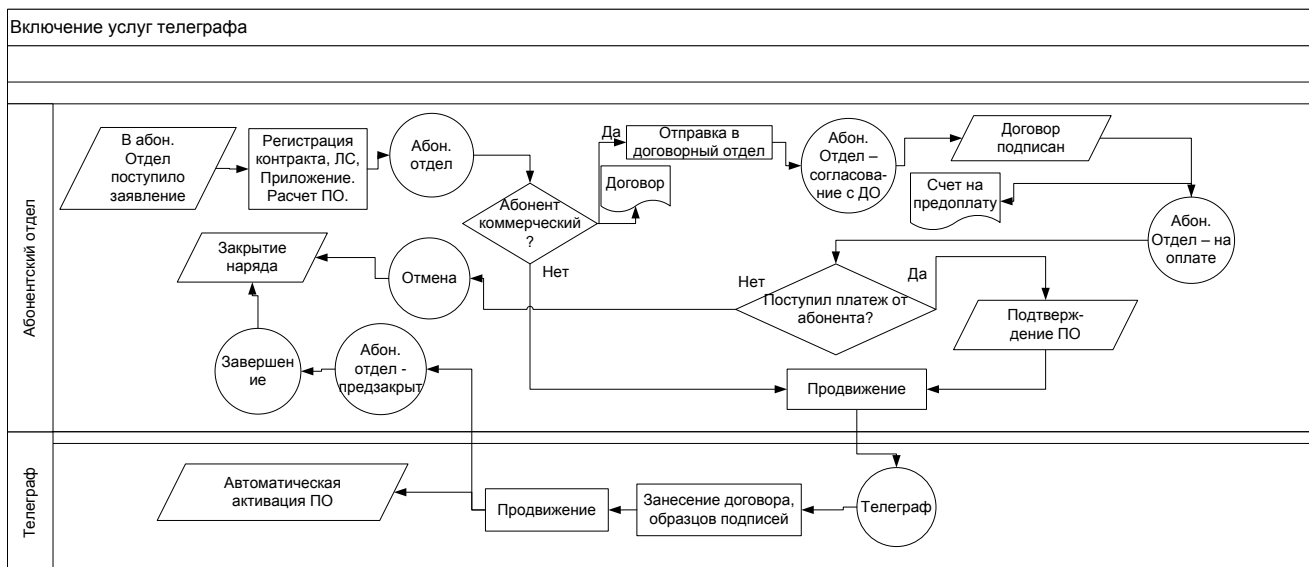 Включение услуг телеграфа
Абонентский отдел
В абон.
Отдел
поступило
заявление
Регистрация
контракта, ЛС,
Приложение.
Расчет ПО.
Абон.
отдел
Абонент
коммерческий
?
Да
Нет
Отправка в
договорный отдел
Договор
Абон.
Отдел –
согласова-
ние с ДО
Договор
подписан
Счет на
предоплату
Абон.
Отдел – на
оплате
Закрытие
наряда
Отмена
Нет
Поступил платеж от
абонента?
Да
Подтверж-
дение ПО
Завершен
ие
Абон.
отдел -
предзакрыт
Продвижение
Телеграф
Автоматическая
активация ПО
Продвижение
Занесение договора,
образцов подписей
Телеграф